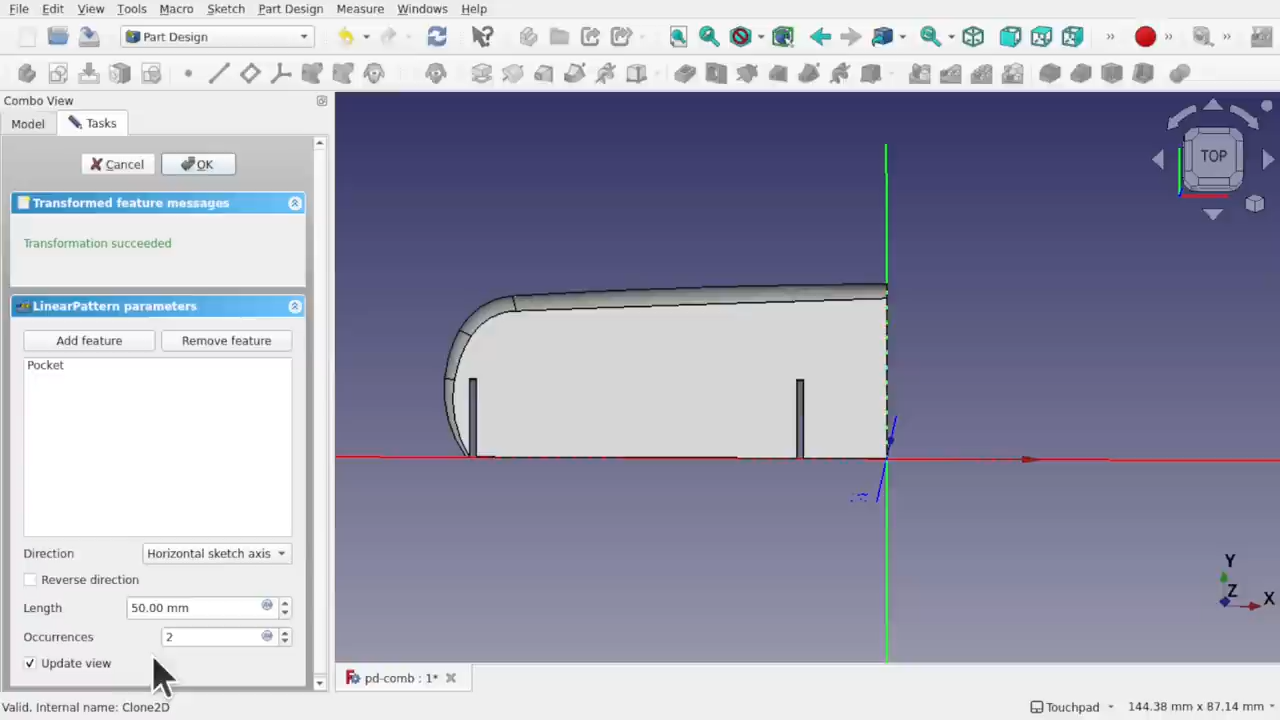 File Edit View Tools Macro Sketch Part Design Measure Windows Help
Part Design
Combo View
Model Tasks
Cancel OK
TOP
Transformed feature messages
Transformation succeeded
LinearPattern parameters
Add feature Remove feature
Pocket
Direction Horizontal sketch axis
Reverse direction
Length 50.00 mm
Occurrences 2
Update view
Y
Z
X
pd-comb : 1*
Valid, Internal name: Clone2D
Touchpad 144.38 mm x 87.14 mm